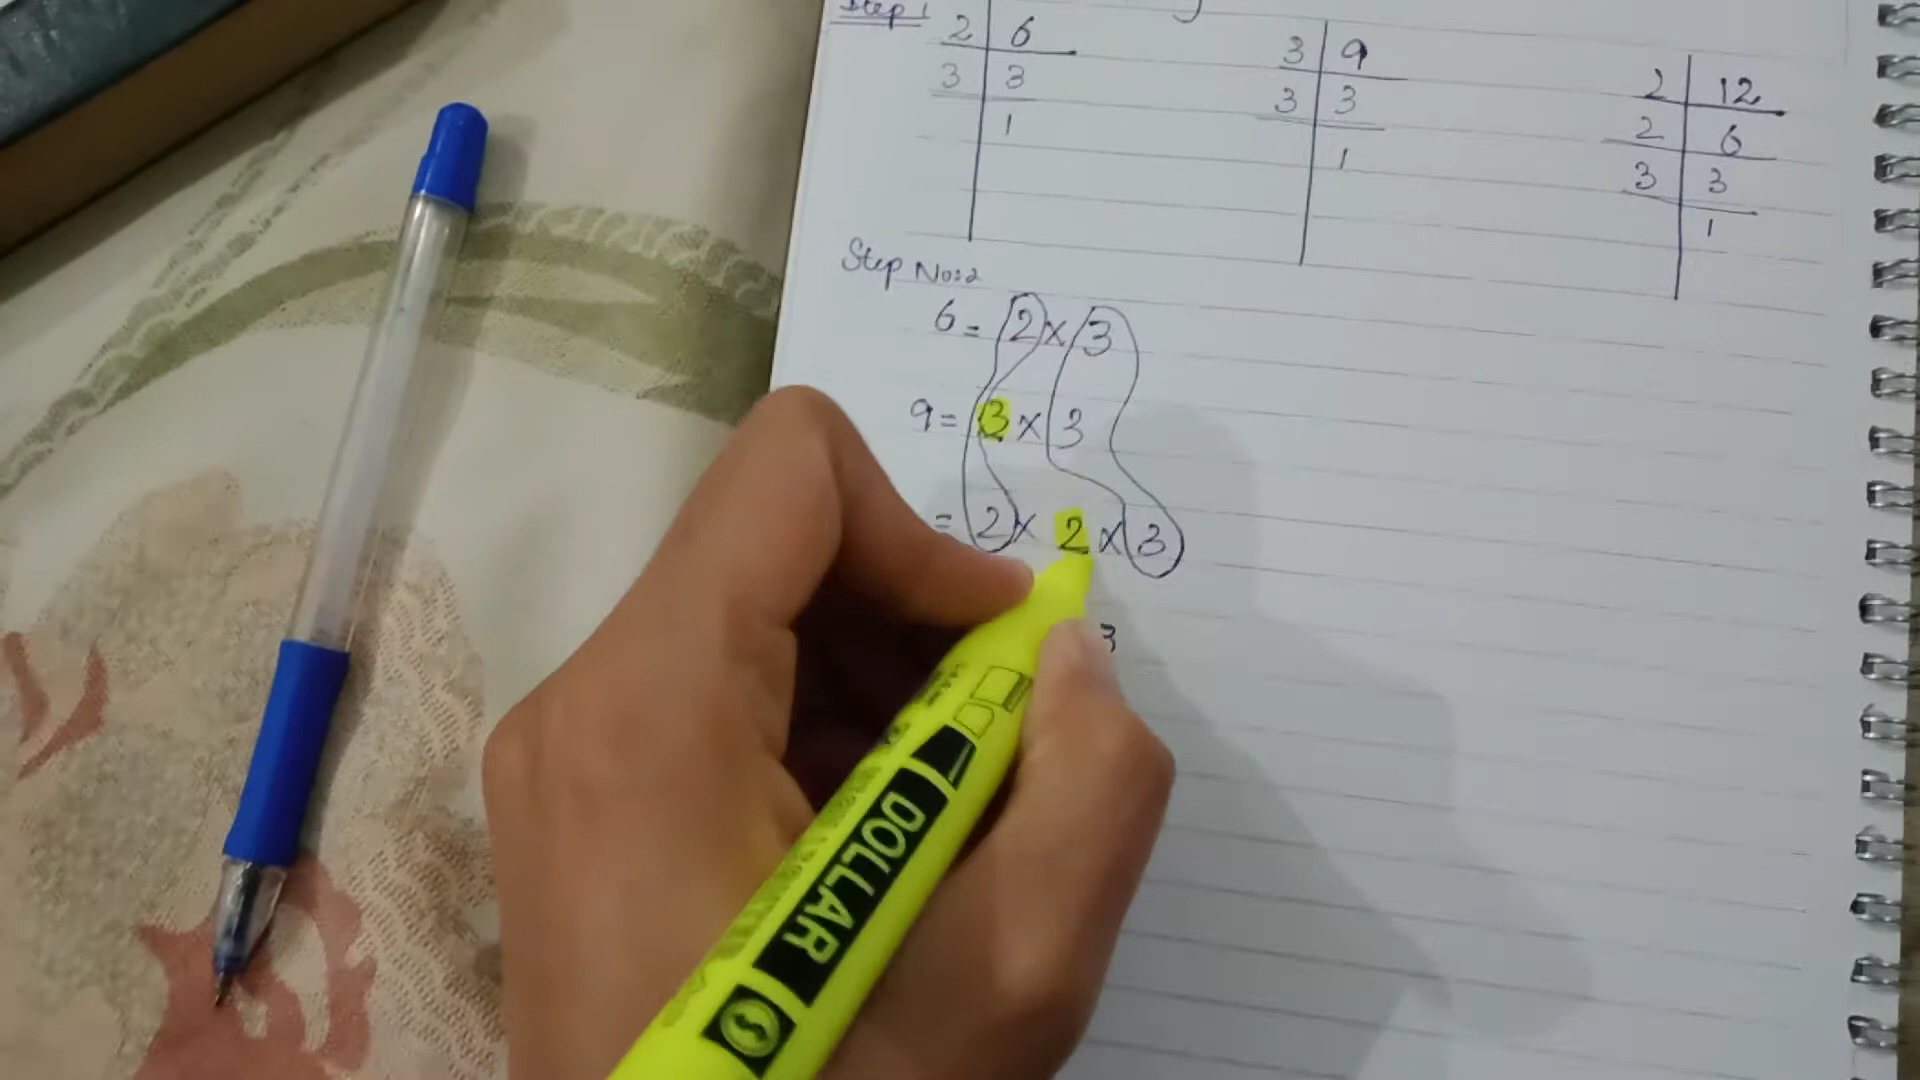 Step 1
2 6
3 3
1
3 9
3 3
1
2 12
2 6
3 3
1
Step No:2
6 = 2 x 3
9 = 3 x 3
= 2 x 2 x 3
3
DOLLAR